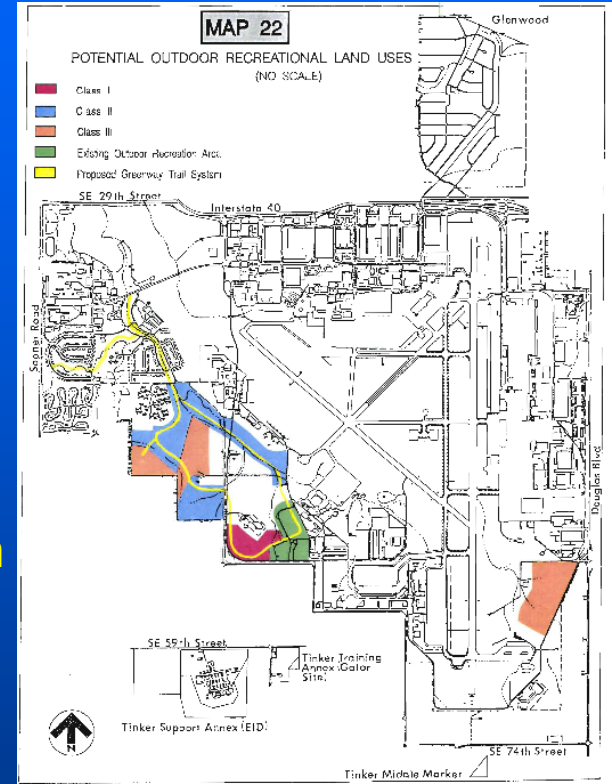 MAP 22
Glenwood
POTENTIAL OUTDOOR RECREATIONAL LAND USES
(NO SCALE)
Class I
Class II
Class III
Existing Outdoor Recreation Area
Proposed Greenway Trail System
SE 29th Street
Interstate 40
Sooner Road
Douglas Blvd
SE 59th Street
Tinker Training
Annex (Gator
Site)
Tinker Support Annex (EID)
N
SE 74th Street
Tinker Middle Marker